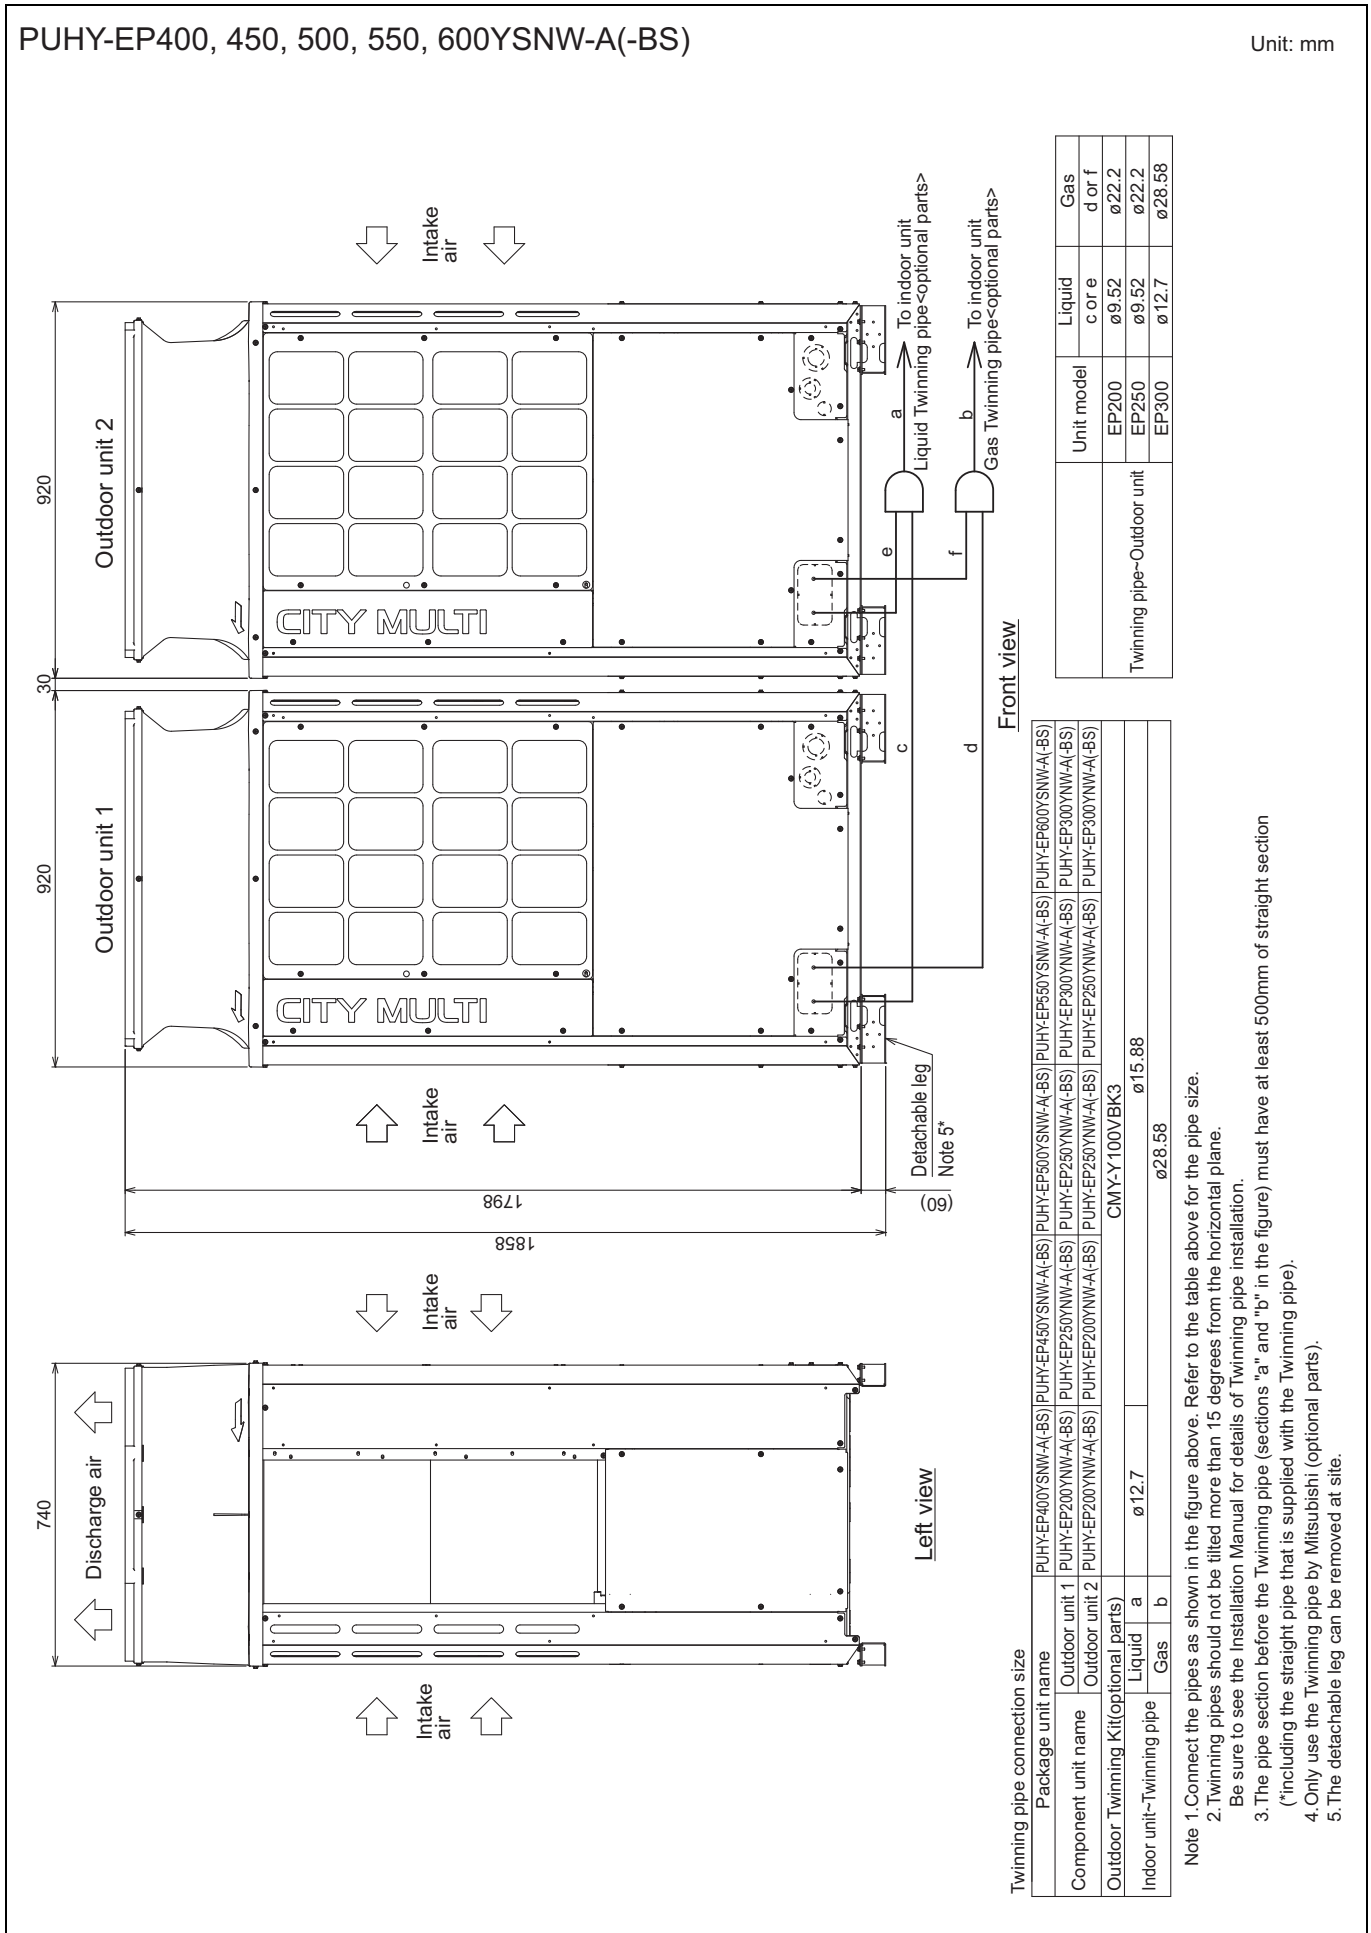 PUHY-EP400, 450, 500, 550, 600YSNW-A(-BS)
Unit: mm
740
Discharge air
Intake
air
Intake
air
Left view
1858
1798
(60)
Detachable leg
Note 5*
Intake
air
920
30
920
Outdoor unit 1
Outdoor unit 2
CITY MULTI
CITY MULTI
Intake
air
c
d
e
f
a
b
To indoor unit
Liquid Twinning pipe<optional parts>
To indoor unit
Gas Twinning pipe<optional parts>
Front view
Twinning pipe connection size
Package unit name PUHY-EP400YSNW-A(-BS) PUHY-EP450YSNW-A(-BS) PUHY-EP500YSNW-A(-BS) PUHY-EP550YSNW-A(-BS) PUHY-EP600YSNW-A(-BS)
Component unit name Outdoor unit 1 PUHY-EP200YNW-A(-BS) PUHY-EP250YNW-A(-BS) PUHY-EP250YNW-A(-BS) PUHY-EP300YNW-A(-BS) PUHY-EP300YNW-A(-BS)
Outdoor unit 2 PUHY-EP200YNW-A(-BS) PUHY-EP200YNW-A(-BS) PUHY-EP250YNW-A(-BS) PUHY-EP250YNW-A(-BS) PUHY-EP300YNW-A(-BS)
Outdoor Twinning Kit(optional parts) CMY-Y100VBK3
Indoor unit~Twinning pipe Liquid a ø12.7 ø15.88
Gas b ø28.58
Unit model Liquid Gas
c or e d or f
Twinning pipe~Outdoor unit EP200 ø9.52 ø22.2
EP250 ø9.52 ø22.2
EP300 ø12.7 ø28.58
Note 1.Connect the pipes as shown in the figure above. Refer to the table above for the pipe size.
2.Twinning pipes should not be tilted more than 15 degrees from the horizontal plane.
Be sure to see the Installation Manual for details of Twinning pipe installation.
3.The pipe section before the Twinning pipe (sections "a" and "b" in the figure) must have at least 500mm of straight section
(*including the straight pipe that is supplied with the Twinning pipe).
4.Only use the Twinning pipe by Mitsubishi (optional parts).
5.The detachable leg can be removed at site.